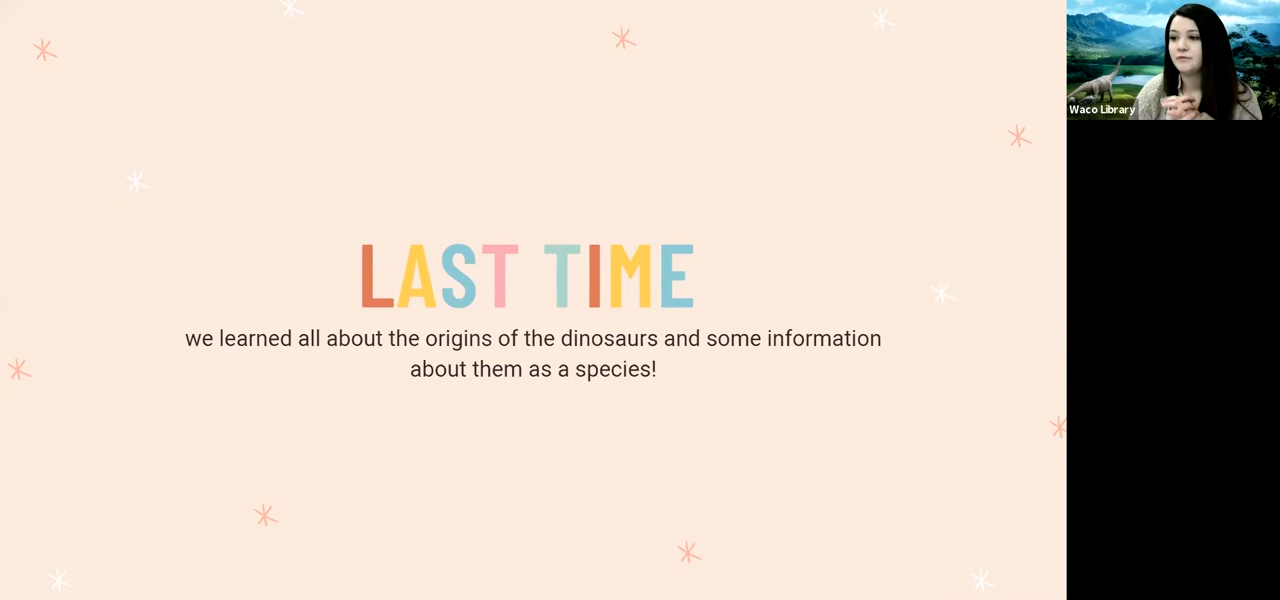 LAST TIME
we learned all about the origins of the dinosaurs and some information
about them as a species!
Waco Library